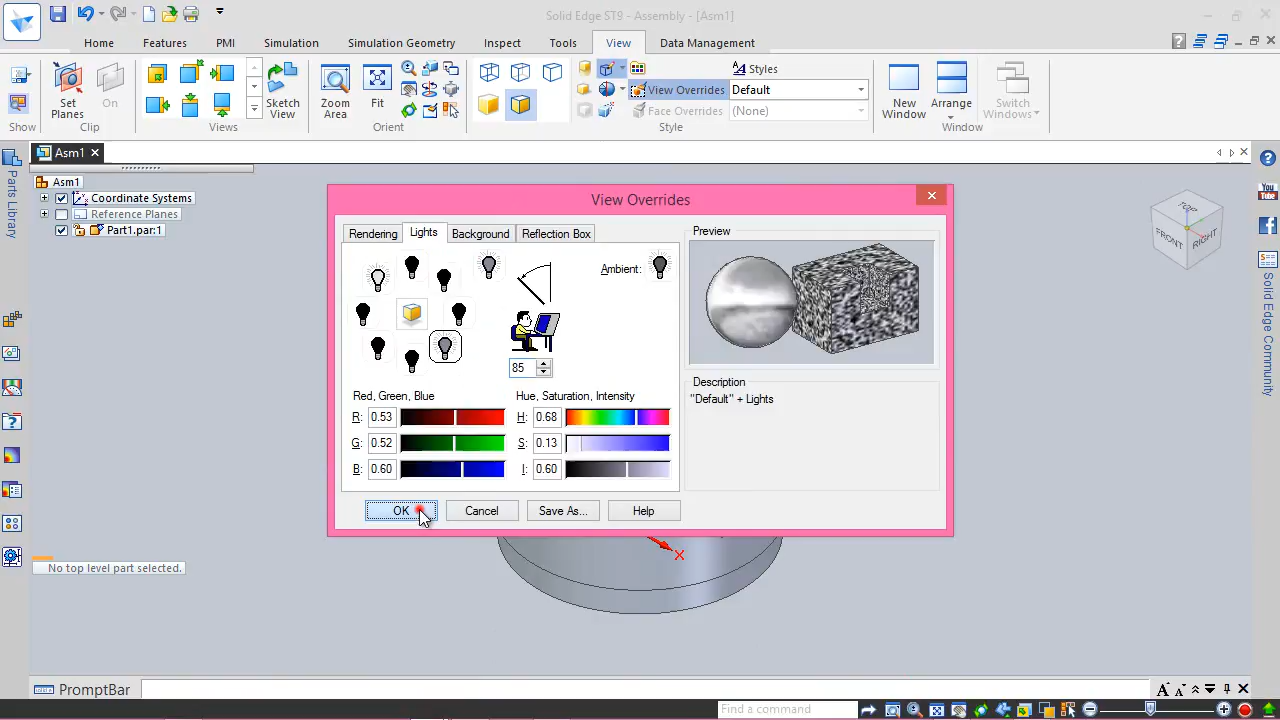 Solid Edge ST9 - Assembly - [Asm1]
Home
Features
PMI
Simulation
Simulation Geometry
Inspect
Tools
View
Data Management
Set
Planes
On
Sketch
View
Zoom
Area
Fit
Styles
View Overrides
Default
Face Overrides
(None)
New
Window
Arrange
Switch
Windows
Show
Clip
Views
Orient
Style
Window
Asm1
Parts Library
Asm1
Coordinate Systems
Reference Planes
Part1.par:1
TOP
FRONT
RIGHT
You
Tube
Solid Edge Community
View Overrides
Rendering
Lights
Background
Reflection Box
Ambient:
85
Red, Green, Blue
R: 0.53
G: 0.52
B: 0.60
Hue, Saturation, Intensity
H: 0.68
S: 0.13
I: 0.60
Preview
Description
"Default" + Lights
OK
Cancel
Save As...
Help
X
No top level part selected.
PromptBar
Find a command